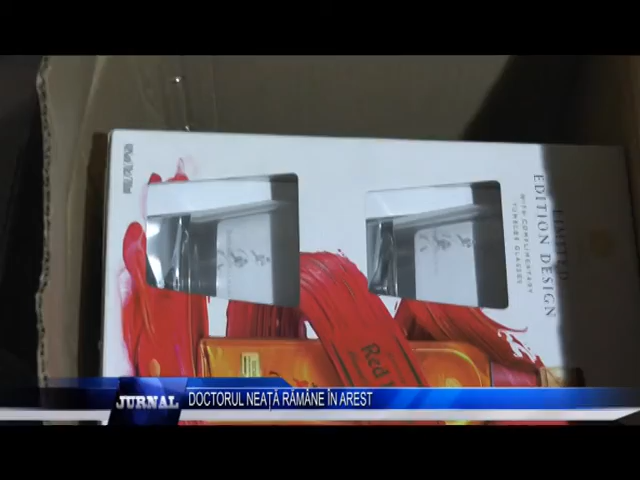 LIMITED
EDITION DESIGN
WITH COMPLIMENTARY
TUMBLER GLASSES
Red
JURNAL
DOCTORUL NEAȚĂ RĂMÂNE ÎN AREST